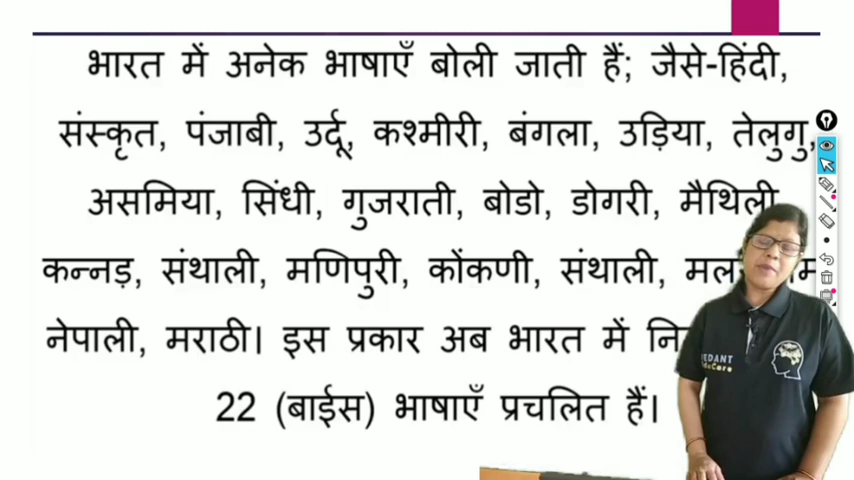 भारत में अनेक भाषाएँ बोली जाती हैं; जैसे-हिंदी,
संस्कृत, पंजाबी, उर्दू, कश्मीरी, बंगला, उड़िया, तेलुगु,
असमिया, सिंधी, गुजराती, बोडो, डोगरी, मैथिली
कन्नड़, संथाली, मणिपुरी, कोंकणी, संथाली,
नेपाली, मराठी। इस प्रकार अब भारत में
22 (बाईस) भाषाएँ प्रचलित हैं।